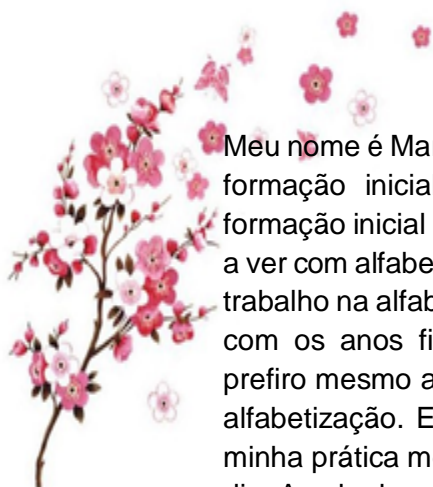 Meu nome é Ma
formação inicia
formação inicial
a ver com alfabe
trabalho na alfab
com os anos fi
prefiro mesmo a
alfabetização. E
minha prática m